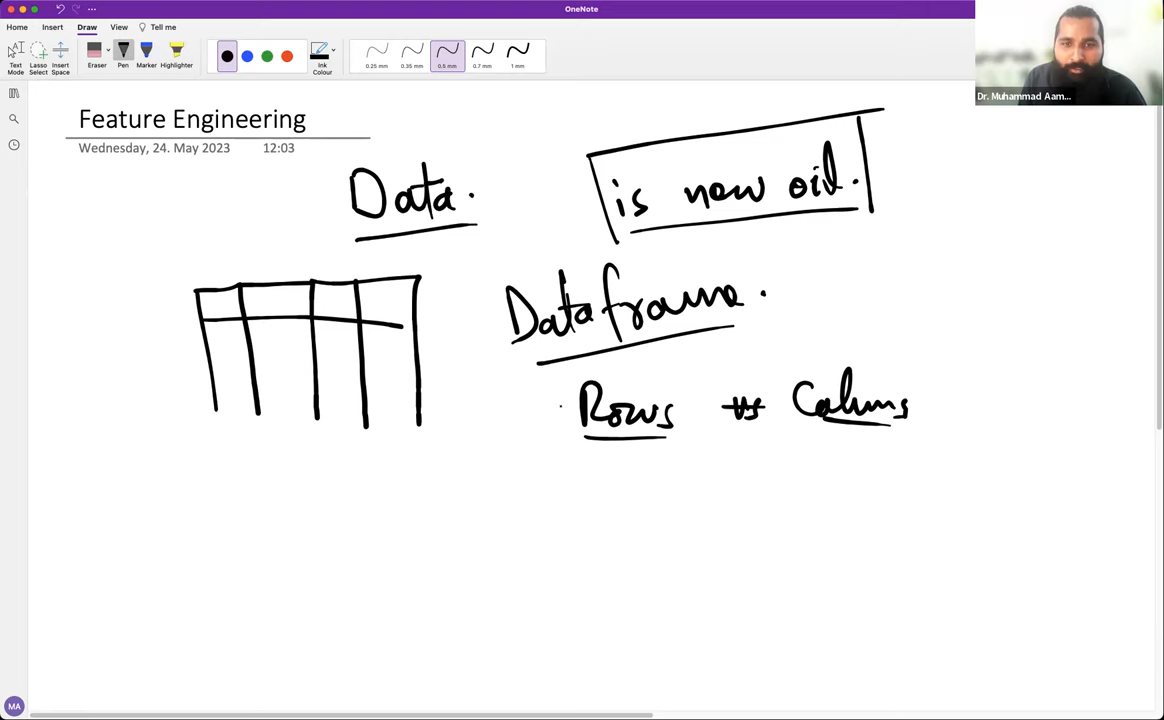 OneNote
Home Insert Draw View Tell me
Text Mode
Lasso Select
Insert Space
Eraser
Pen
Marker
Highlighter
Ink Colour
0.25 mm
0.35 mm
0.5 mm
0.7 mm
1 mm
Dr. Muhammad Aam...
Feature Engineering
Wednesday, 24. May 2023 12:03
Data. is new oil.
Dataframe.
Rows vs Colums
MA